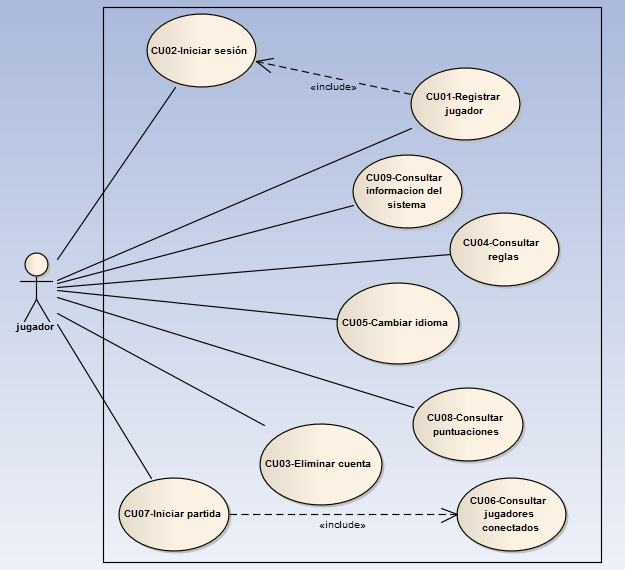 CU02-Iniciar sesión
«include»
CU01-Registrar
jugador
CU09-Consultar
informacion del
sistema
CU04-Consultar
reglas
jugador
CU05-Cambiar idioma
CU08-Consultar
puntuaciones
CU03-Eliminar cuenta
CU07-Iniciar partida
«include»
CU06-Consultar
jugadores
conectados